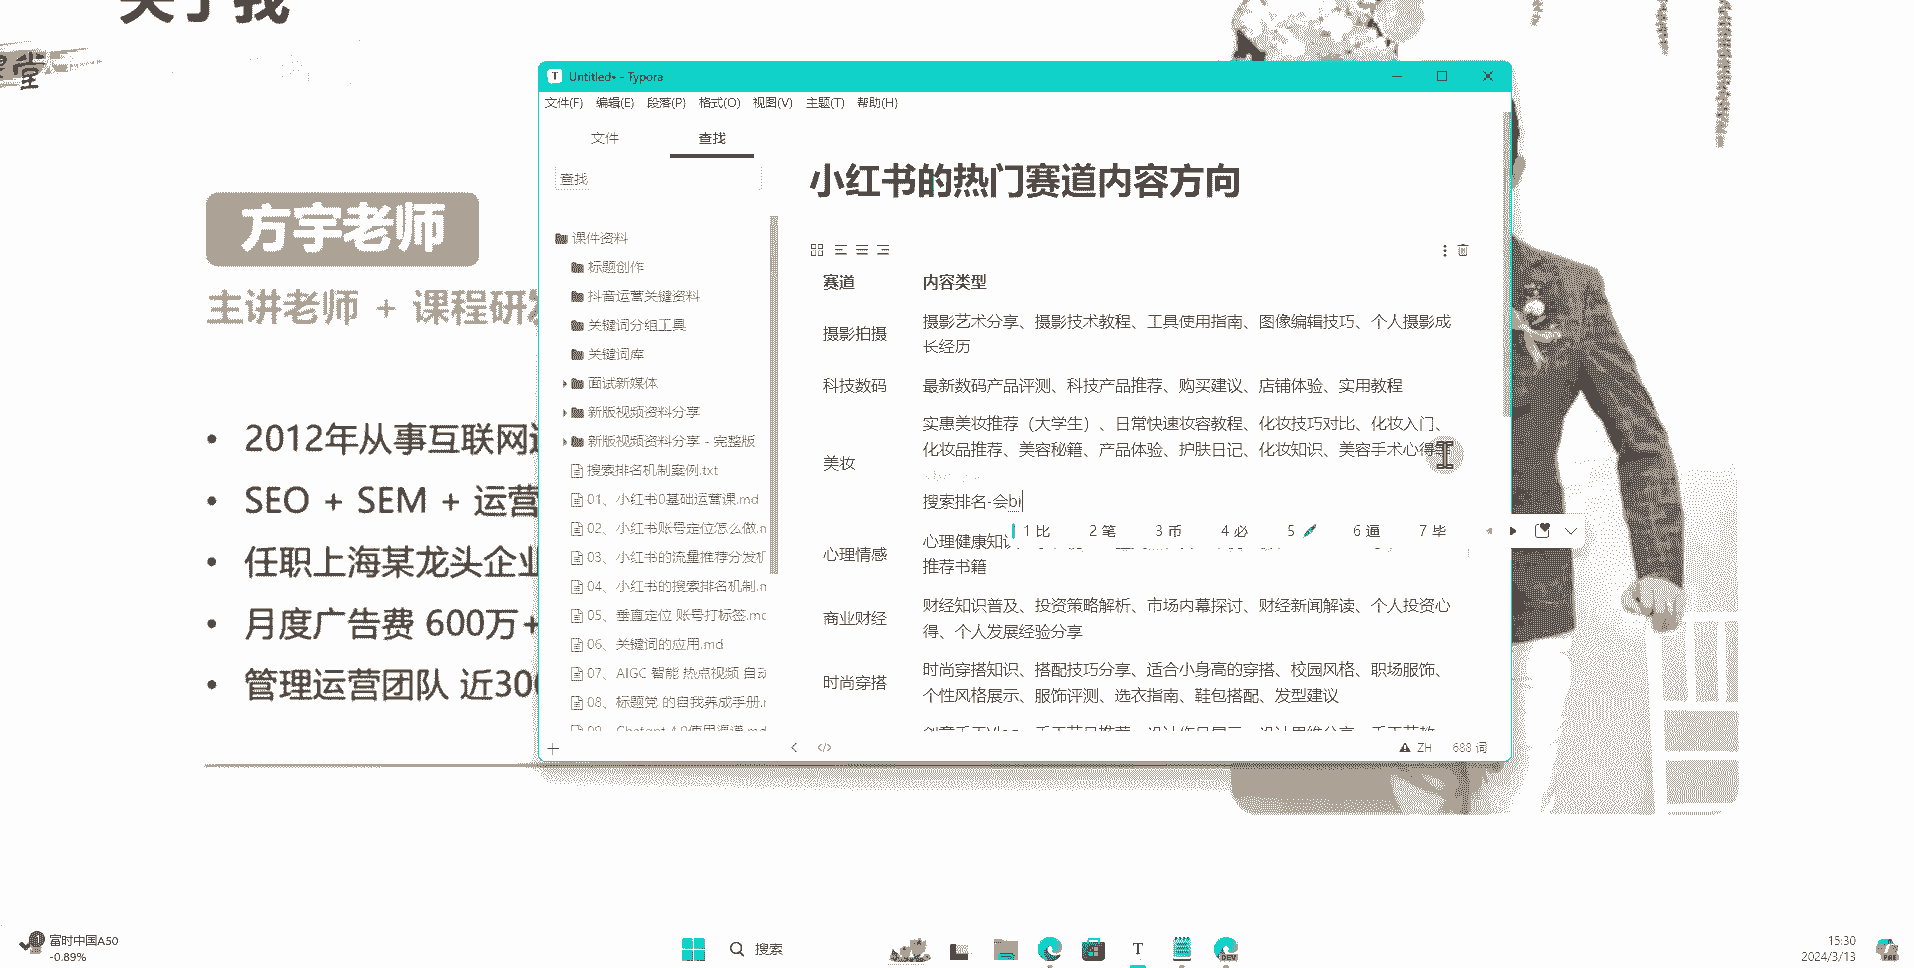 关于我
方宇老师
主讲老师 + 课程研发
2012年从事互联网
SEO + SEM + 运营
任职上海某龙头企业
月度广告费 600万+
管理运营团队 近30
Untitled• - Typora
文件(F) 编辑(E) 段落(P) 格式(O) 视图(V) 主题(T) 帮助(H)
文件 查找
查找
课件资料
标题创作
抖音运营关键资料
关键词分组工具
关键词库
面试新媒体
新版视频资料分享
新版视频资料分享 - 完整版
搜索排名机制案例.txt
01、小红书0基础运营课.md
02、小红书账号定位怎么做.n
03、小红书的流量推荐分发机
04、小红书的搜索排名机制.n
05、垂直定位 账号打标签.mc
06、关键词的应用.md
07、AIGC 智能 热点视频 自动
08、标题党 的自我养成手册.r
小红书的热门赛道内容方向
赛道 内容类型
摄影拍摄
摄影艺术分享、摄影技术教程、工具使用指南、图像编辑技巧、个人摄影成
长经历
科技数码 最新数码产品评测、科技产品推荐、购买建议、店铺体验、实用教程
美妆
实惠美妆推荐（大学生）、日常快速妆容教程、化妆技巧对比、化妆入门、
化妆品推荐、美容秘籍、产品体验、护肤日记、化妆知识、美容手术心得等
搜索排名-会bi
1 比 2 笔 3 币 4 必 5 6 逼 7 毕
心理情感
心理健康知识
推荐书籍
商业财经
财经知识普及、投资策略解析、市场内幕探讨、财经新闻解读、个人投资心
得、个人发展经验分享
时尚穿搭
时尚穿搭知识、搭配技巧分享、适合小身高的穿搭、校园风格、职场服饰、
个性风格展示、服饰评测、选衣指南、鞋包搭配、发型建议
ZH 688 词
富时中国A50
-0.89%
搜索
15:30
2024/3/13